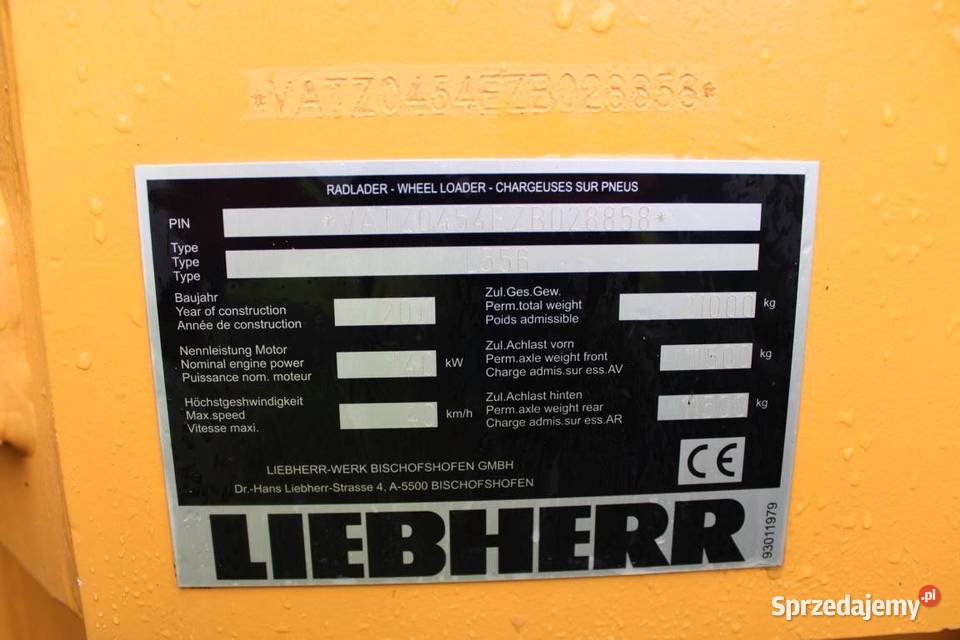 *VATZ0454EZB028858*
RADLADER - WHEEL LOADER - CHARGEUSES SUR PNEUS
PIN *VATZ0454EZB028858*
Type
Type L556
Type
Baujahr
Year of construction
Année de construction
Zul.Ges.Gew.
Perm.total weight kg
Poids admissible
Nennleistung Motor
Nominal engine power kW
Puissance nom. moteur
Zul.Achlast vorn
Perm.axle weight front kg
Charge admis.sur ess.AV
Höchstgeshwindigkeit
Max.speed 40 km/h
Vitesse maxi.
Zul.Achlast hinten
Perm.axle weight rear kg
Charge admis.sur ess.AR
CE
LIEBHERR-WERK BISCHOFSHOFEN GMBH
Dr.-Hans Liebherr-Strasse 4, A-5500 BISCHOFSHOFEN
LIEBHERR
93011979
Sprzedajemy.pl